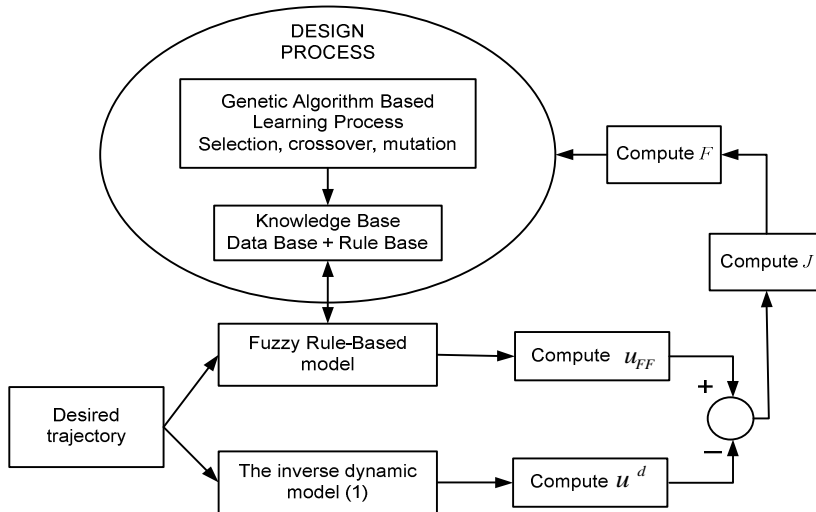 DESIGN
PROCESS
Genetic Algorithm Based
Learning Process
Selection, crossover, mutation
Knowledge Base
Data Base + Rule Base
Compute F
Compute J
Fuzzy Rule-Based
model
Compute u_FF
+
Desired
trajectory
−
The inverse dynamic
model (1)
Compute u^d